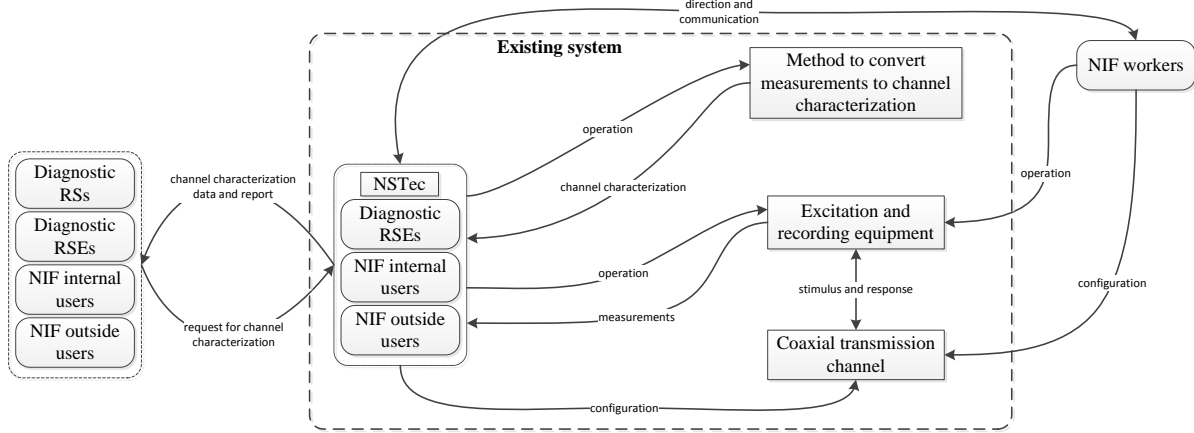 direction and
communication
Existing system
Method to convert
measurements to channel
characterization
NIF workers
operation
channel characterization
data and report
Diagnostic
RSs
Diagnostic
RSEs
NIF internal
users
NIF outside
users
request for channel
characterization
NSTec
Diagnostic
RSEs
NIF internal
users
NIF outside
users
channel characterization
operation
Excitation and
recording equipment
operation
measurements
stimulus and response
configuration
Coaxial transmission
channel
configuration